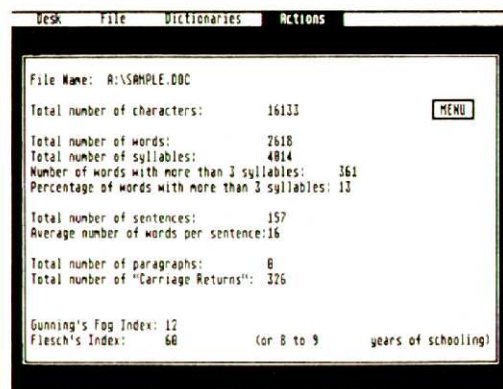 Desk File Dictionaries Actions
File Name: A:\SAMPLE.DOC
Total number of characters: 16133
MENU
Total number of words: 2618
Total number of syllables: 4014
Number of words with more than 3 syllables: 361
Percentage of words with more than 3 syllables: 13
Total number of sentences: 157
Average number of words per sentence:16
Total number of paragraphs:
Total number of "Carriage Returns": 326
Gunning's Fog Index: 12
Flesch's Index: 60 (or 8 to 9 years of schooling)